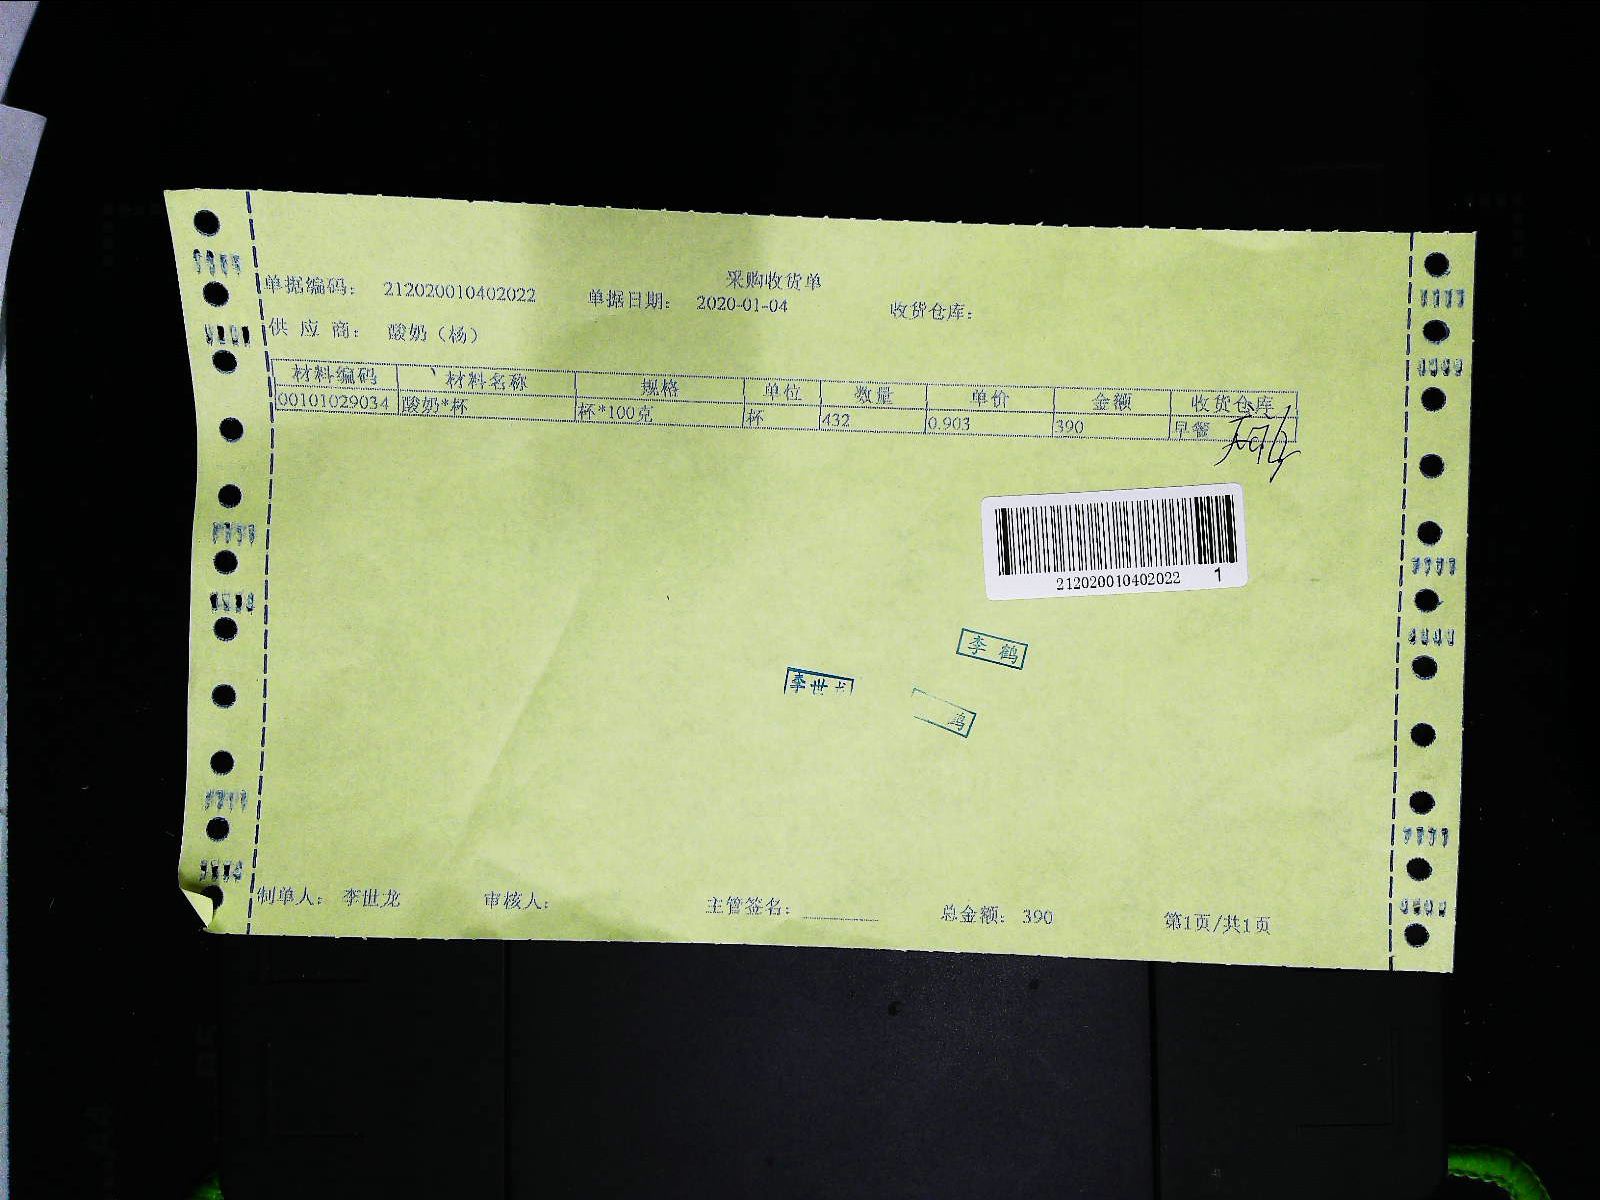 采购收货单
单据编码： 212020010402022 单据日期： 2020-01-04 收货仓库：
供 应 商： 酸奶（杨）
材料编码 材料名称 规格 单位 数量 单价 金额 收货仓库
00101029034 酸奶*杯 杯*100克 杯 432 0.903 390 早餐
212020010402022 1
李鹤
李世龙
鹤
制单人： 李世龙 审核人： 主管签名： 总金额： 390 第1页/共1页